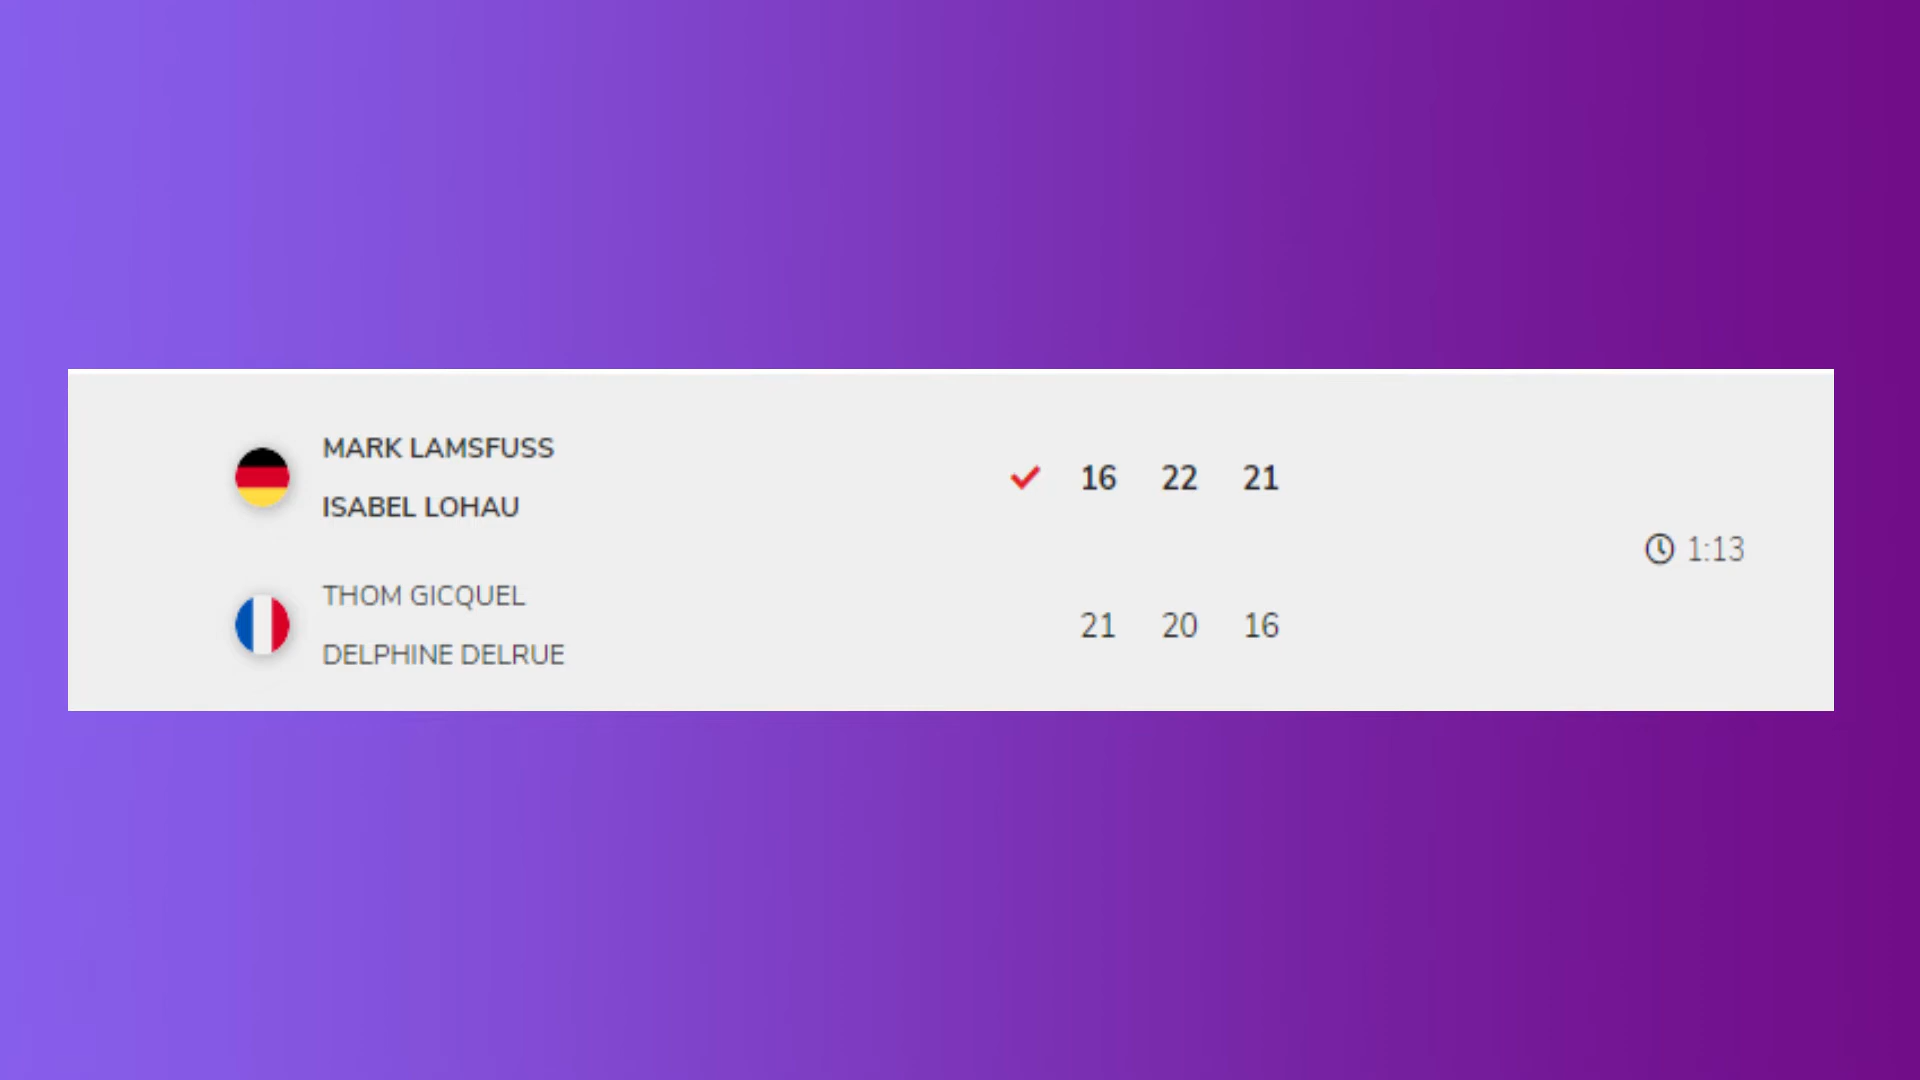 MARK LAMSFUSS
ISABEL LOHAU
16 22 21
1:13
THOM GICQUEL
DELPHINE DELRUE
21 20 16